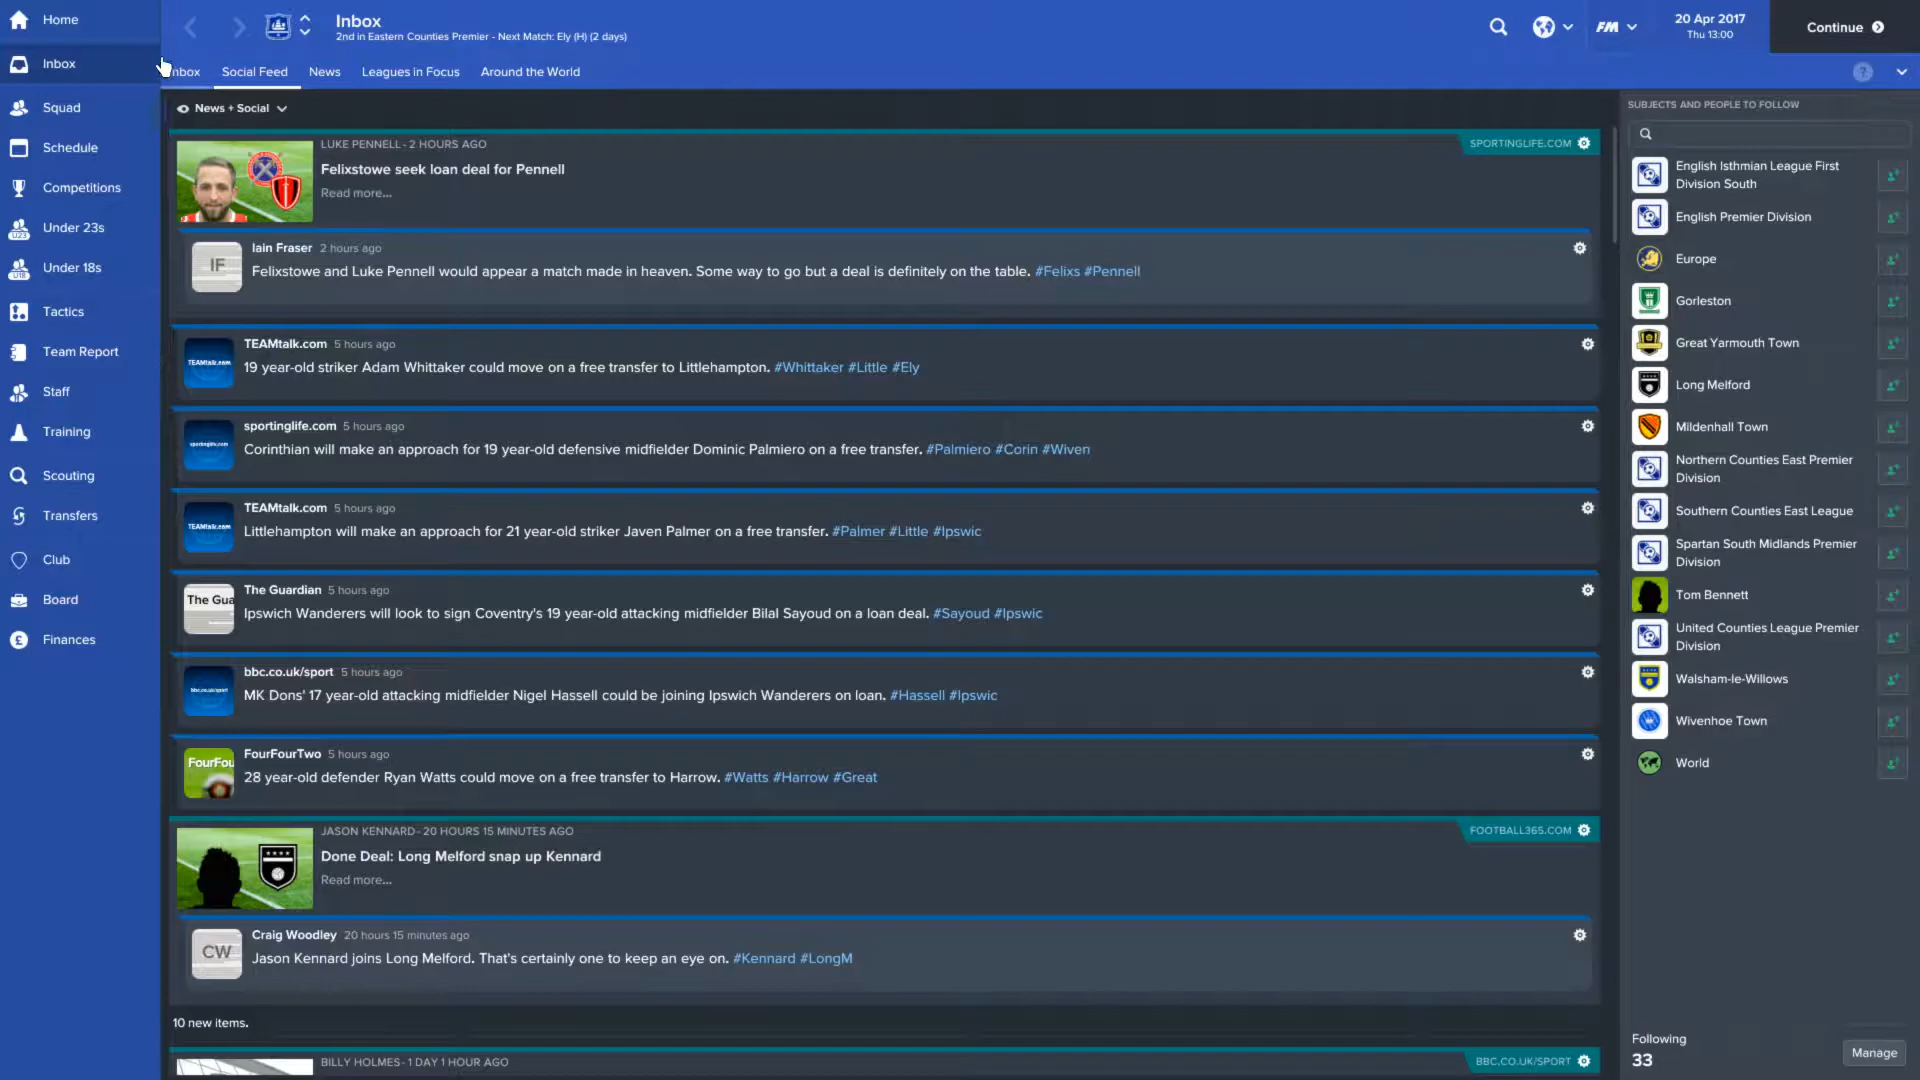 Home
Inbox
Squad
Schedule
Competitions
Under 23s
Under 18s
Tactics
Team Report
Staff
Training
Scouting
Transfers
Club
Board
Finances
Inbox
2nd in Eastern Counties Premier - Next Match: Ely (H) (2 days)
FM
20 Apr 2017
Thu 13:00
Continue
nbox
Social Feed
News
Leagues in Focus
Around the World
News + Social
LUKE PENNELL - 2 HOURS AGO
SPORTINGLIFE.COM
Felixstowe seek loan deal for Pennell
Read more...
IF
Iain Fraser 2 hours ago
Felixstowe and Luke Pennell would appear a match made in heaven. Some way to go but a deal is definitely on the table. #Felixs #Pennell
TEAMtalk.com
TEAMtalk.com 5 hours ago
19 year-old striker Adam Whittaker could move on a free transfer to Littlehampton. #Whittaker #Little #Ely
sportinglife.com
sportinglife.com 5 hours ago
Corinthian will make an approach for 19 year-old defensive midfielder Dominic Palmiero on a free transfer. #Palmiero #Corin #Wiven
TEAMtalk.com
TEAMtalk.com 5 hours ago
Littlehampton will make an approach for 21 year-old striker Javen Palmer on a free transfer. #Palmer #Little #Ipswic
The Gua
The Guardian 5 hours ago
Ipswich Wanderers will look to sign Coventry's 19 year-old attacking midfielder Bilal Sayoud on a loan deal. #Sayoud #Ipswic
bbc.co.uk/sport
bbc.co.uk/sport 5 hours ago
MK Dons' 17 year-old attacking midfielder Nigel Hassell could be joining Ipswich Wanderers on loan. #Hassell #Ipswic
FourFou
FourFourTwo 5 hours ago
28 year-old defender Ryan Watts could move on a free transfer to Harrow. #Watts #Harrow #Great
JASON KENNARD - 20 HOURS 15 MINUTES AGO
FOOTBALL365.COM
Done Deal: Long Melford snap up Kennard
Read more...
CW
Craig Woodley 20 hours 15 minutes ago
Jason Kennard joins Long Melford. That's certainly one to keep an eye on. #Kennard #LongM
10 new items.
BILLY HOLMES - 1 DAY 1 HOUR AGO
BBC.CO.UK/SPORT
SUBJECTS AND PEOPLE TO FOLLOW
English Isthmian League First
Division South
English Premier Division
Europe
Gorleston
Great Yarmouth Town
Long Melford
Mildenhall Town
Northern Counties East Premier
Division
Southern Counties East League
Spartan South Midlands Premier
Division
Tom Bennett
United Counties League Premier
Division
Walsham-le-Willows
Wivenhoe Town
World
Following
33
Manage